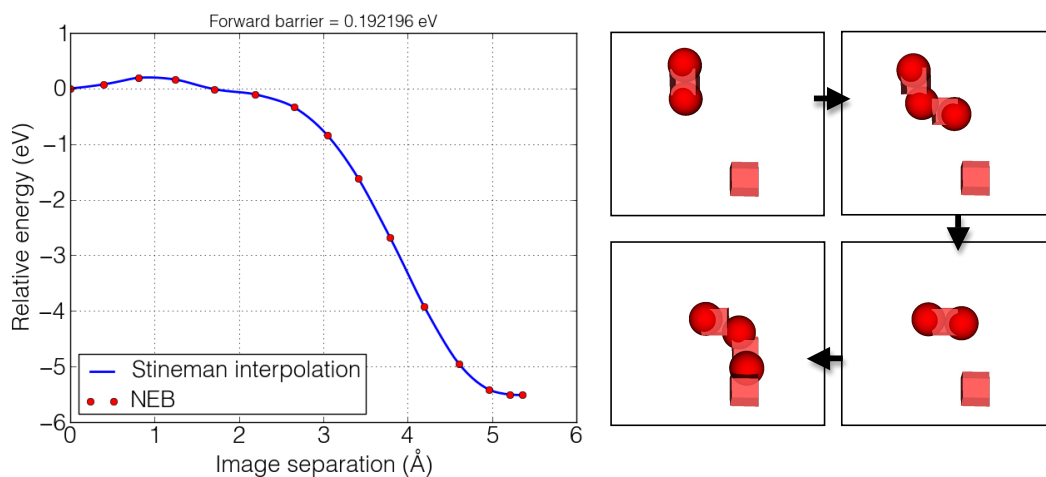 Forward barrier = 0.192196 eV
1
0
−1
−2
−3
−4
−5
−6
Relative energy (eV)
Stineman interpolation
NEB
0 1 2 3 4 5 6
Image separation (Å)